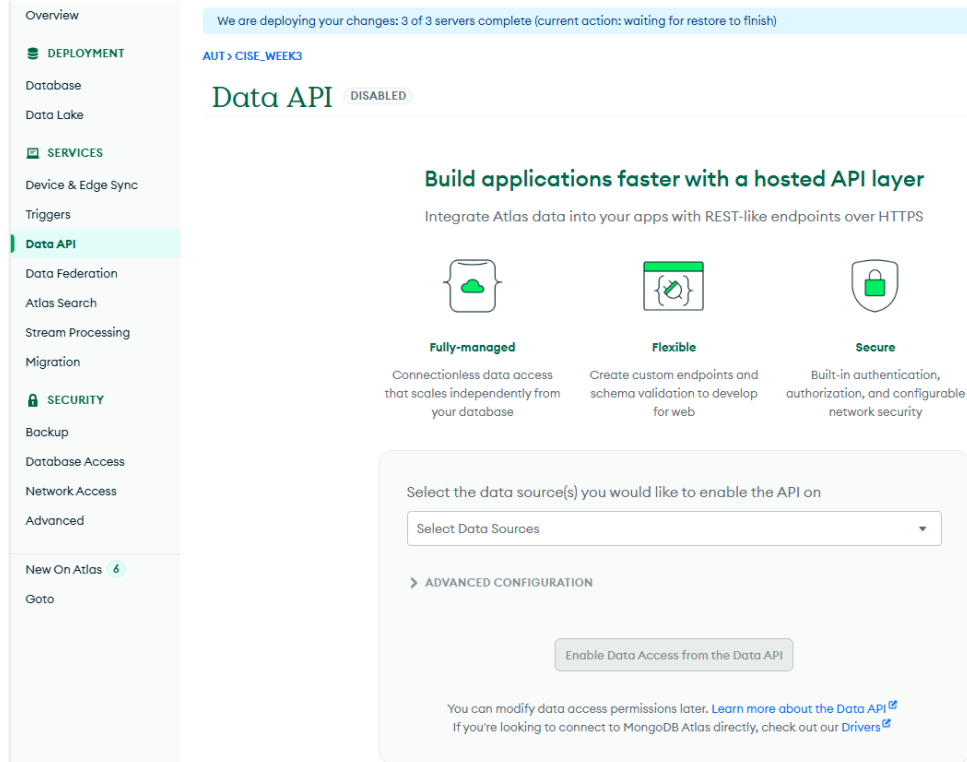 Overview
DEPLOYMENT
Database
Data Lake
SERVICES
Device & Edge Sync
Triggers
Data API
Data Federation
Atlas Search
Stream Processing
Migration
SECURITY
Backup
Database Access
Network Access
Advanced
New On Atlas 6
Goto
We are deploying your changes: 3 of 3 servers complete (current action: waiting for restore to finish)
AUT > CISE_WEEK3
Data API DISABLED
Build applications faster with a hosted API layer
Integrate Atlas data into your apps with REST-like endpoints over HTTPS
Fully-managed
Connectionless data access
that scales independently from
your database
Flexible
Create custom endpoints and
schema validation to develop
for web
Secure
Built-in authentication,
authorization, and configurable
network security
Select the data source(s) you would like to enable the API on
Select Data Sources
ADVANCED CONFIGURATION
Enable Data Access from the Data API
You can modify data access permissions later. Learn more about the Data API
If you're looking to connect to MongoDB Atlas directly, check out our Drivers